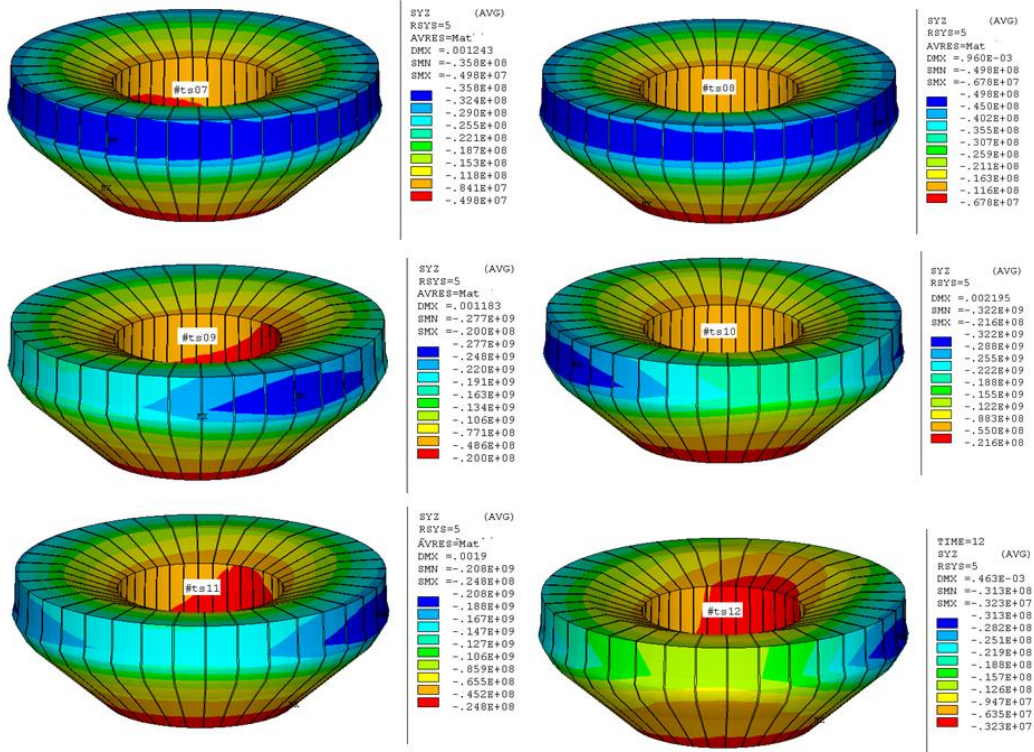 SYZ (AVG)
RSYS=5
AVRES=Mat
DMX =.001243
SMN =-.358E+08
SMX =-.498E+07
-.358E+08
-.324E+08
-.290E+08
-.255E+08
-.221E+08
-.187E+08
-.153E+08
-.118E+08
-.841E+07
-.498E+07
#ts07
SYZ (AVG)
RSYS=5
AVRES=Mat
DMX =.960E-03
SMN =-.498E+08
SMX =-.678E+07
-.498E+08
-.450E+08
-.402E+08
-.355E+08
-.307E+08
-.259E+08
-.211E+08
-.163E+08
-.116E+08
-.678E+07
#ts08
SYZ (AVG)
RSYS=5
AVRES=Mat
DMX =.001183
SMN =-.277E+09
SMX =-.200E+08
-.277E+09
-.248E+09
-.220E+09
-.191E+09
-.163E+09
-.134E+09
-.106E+09
-.771E+08
-.486E+08
-.200E+08
#ts09
MX
SYZ (AVG)
RSYS=5
DMX =.002195
SMN =-.322E+09
SMX =-.216E+08
-.322E+09
-.288E+09
-.255E+09
-.222E+09
-.188E+09
-.155E+09
-.122E+09
-.883E+08
-.550E+08
-.216E+08
#ts10
SYZ (AVG)
RSYS=5
AVRES=Mat
DMX =.0019
SMN =-.208E+09
SMX =-.248E+08
-.208E+09
-.188E+09
-.167E+09
-.147E+09
-.127E+09
-.106E+09
-.859E+08
-.655E+08
-.452E+08
-.248E+08
#ts11
TIME=12
SYZ (AVG)
RSYS=5
DMX =.463E-03
SMN =-.313E+08
SMX =-.323E+07
-.313E+08
-.282E+08
-.251E+08
-.219E+08
-.188E+08
-.157E+08
-.126E+08
-.947E+07
-.635E+07
-.323E+07
#ts12